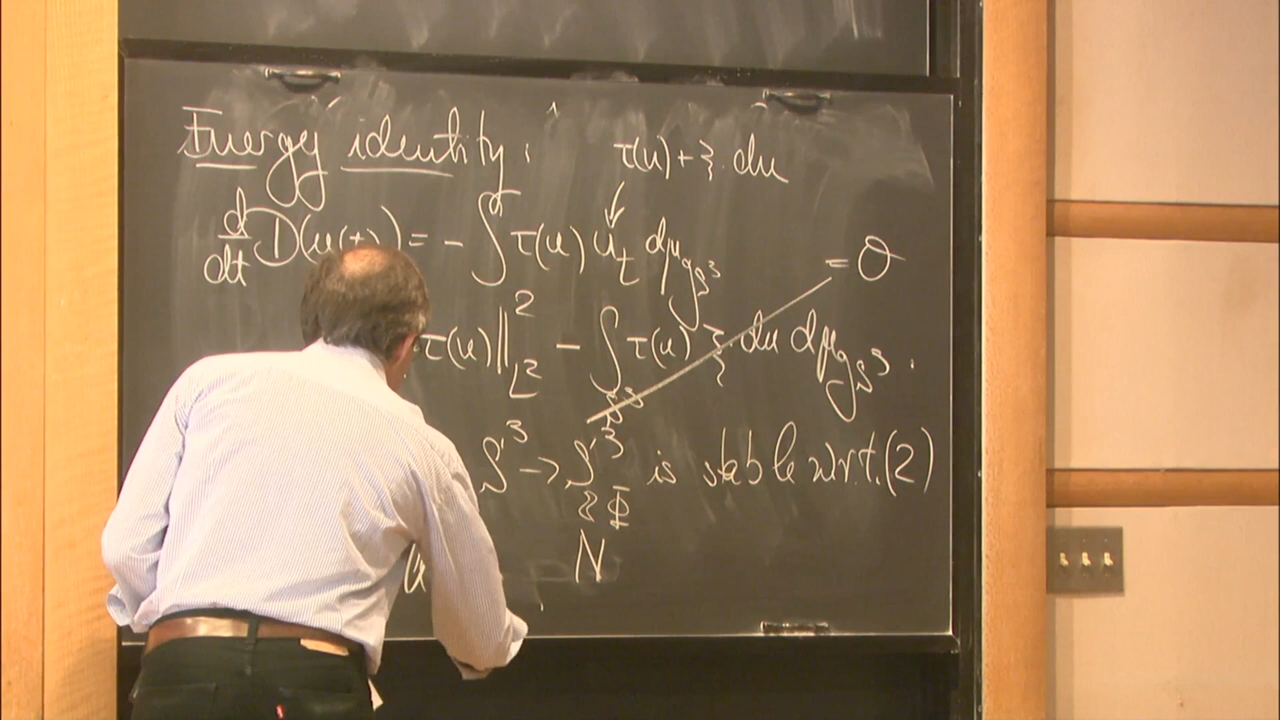 Energy identity: τ(u) + ξ · du
d/dt D(u(t)) = - ∫ τ(u) u_t dμ_{g_{S^3}} = 0
τ(u)‖²_{L²} - ∫_{S^3} τ(u) ξ du dμ_{g_{S^3}}.
S^3 → S^3 is stable w.r.t. (2)
≈ Φ
N